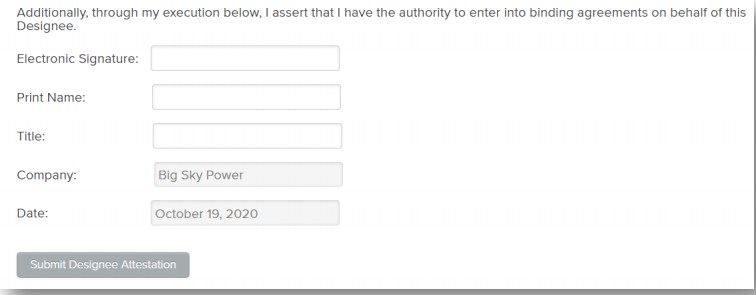 Additionally, through my execution below, I assert that I have the authority to enter into binding agreements on behalf of this
Designee.
Electronic Signature:
Print Name:
Title:
Company: Big Sky Power
Date: October 19, 2020
Submit Designee Attestation